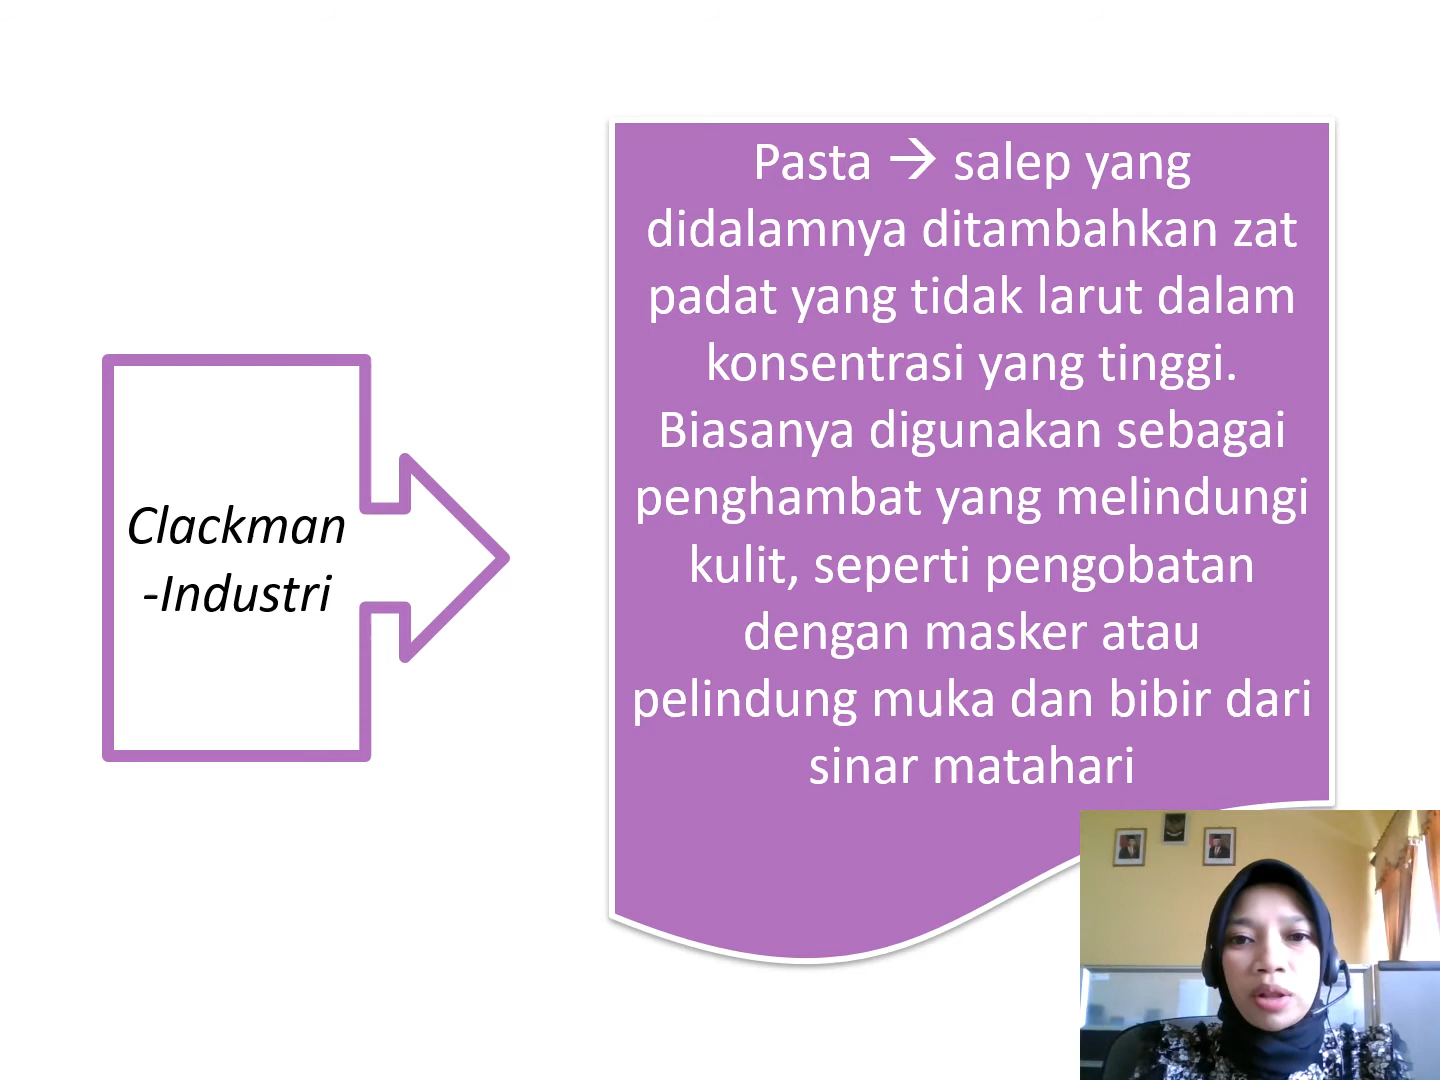 Clackman
-Industri
Pasta → salep yang
didalamnya ditambahkan zat
padat yang tidak larut dalam
konsentrasi yang tinggi.
Biasanya digunakan sebagai
penghambat yang melindungi
kulit, seperti pengobatan
dengan masker atau
pelindung muka dan bibir dari
sinar matahari